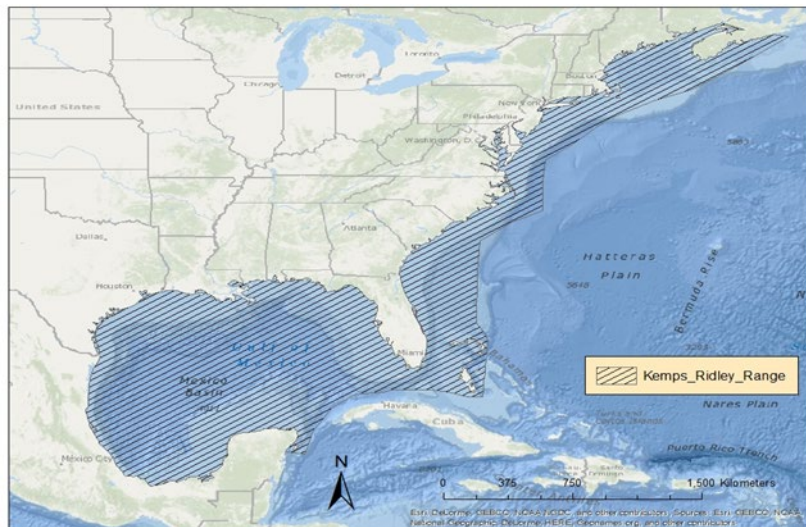 Toronto
Boston
Chicago
Detroit
New York
United States
Philadelphia
Washington, D.C.
5083
Dallas
Atlanta
Hatteras
Plain
Bermuda Rise
Houston
Gulf of
Mexico
Miami
Bahamas
Mexico
Basin
Kemps_Ridley_Range
Havana
Cuba
Nares Plain
Mexico City
Puerto Rico Trench
N
0 375 750 1,500 Kilometers